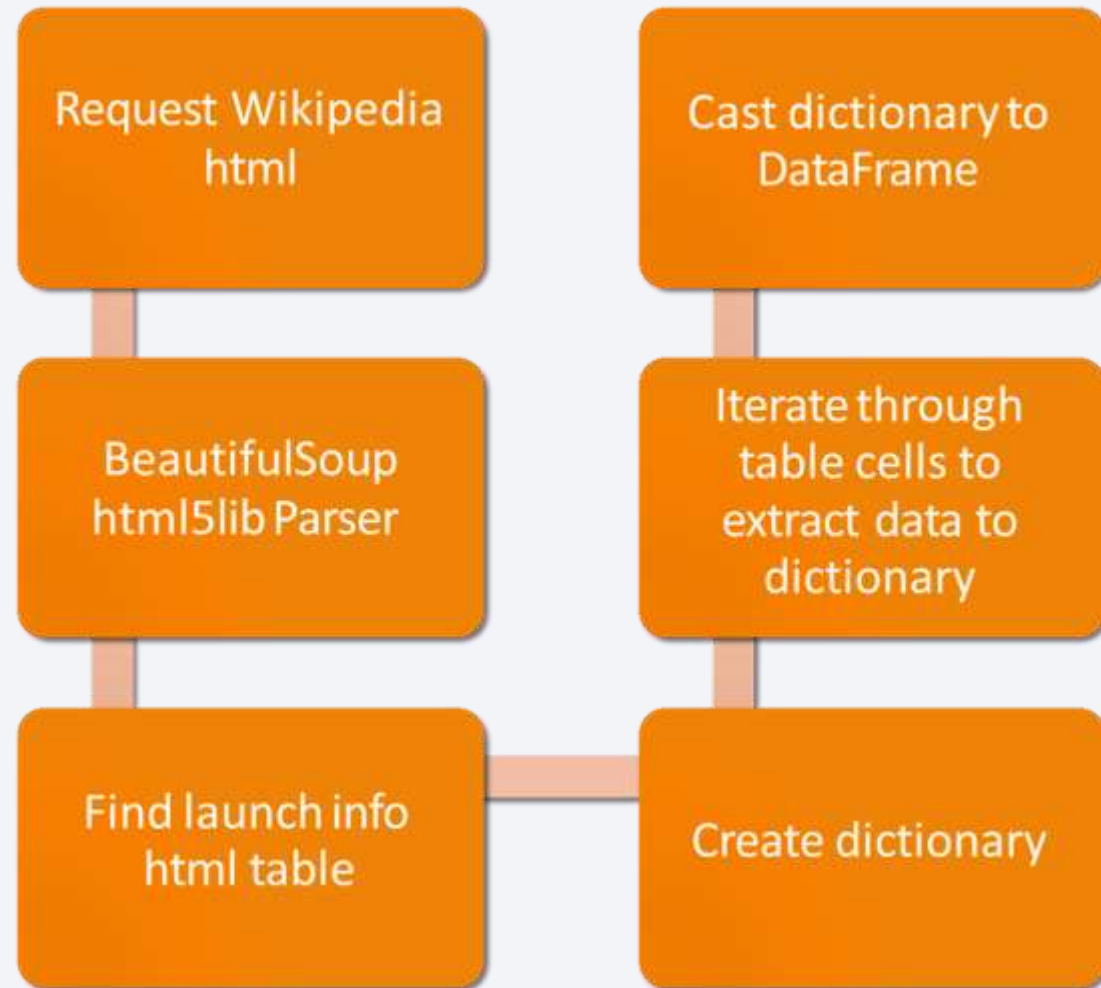 Request Wikipedia
html
BeautifulSoup
html5lib Parser
Find launch info
html table
Create dictionary
Iterate through
table cells to
extract data to
dictionary
Cast dictionary to
DataFrame